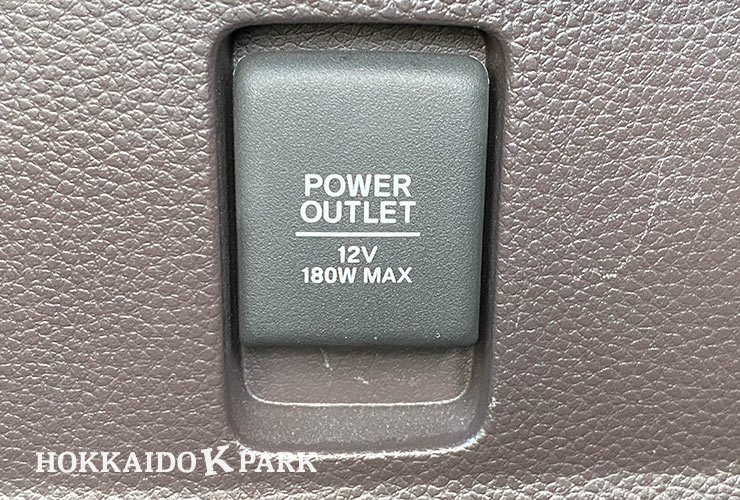 POWER
OUTLET
12V
180W MAX
HOKKAIDO K PARK